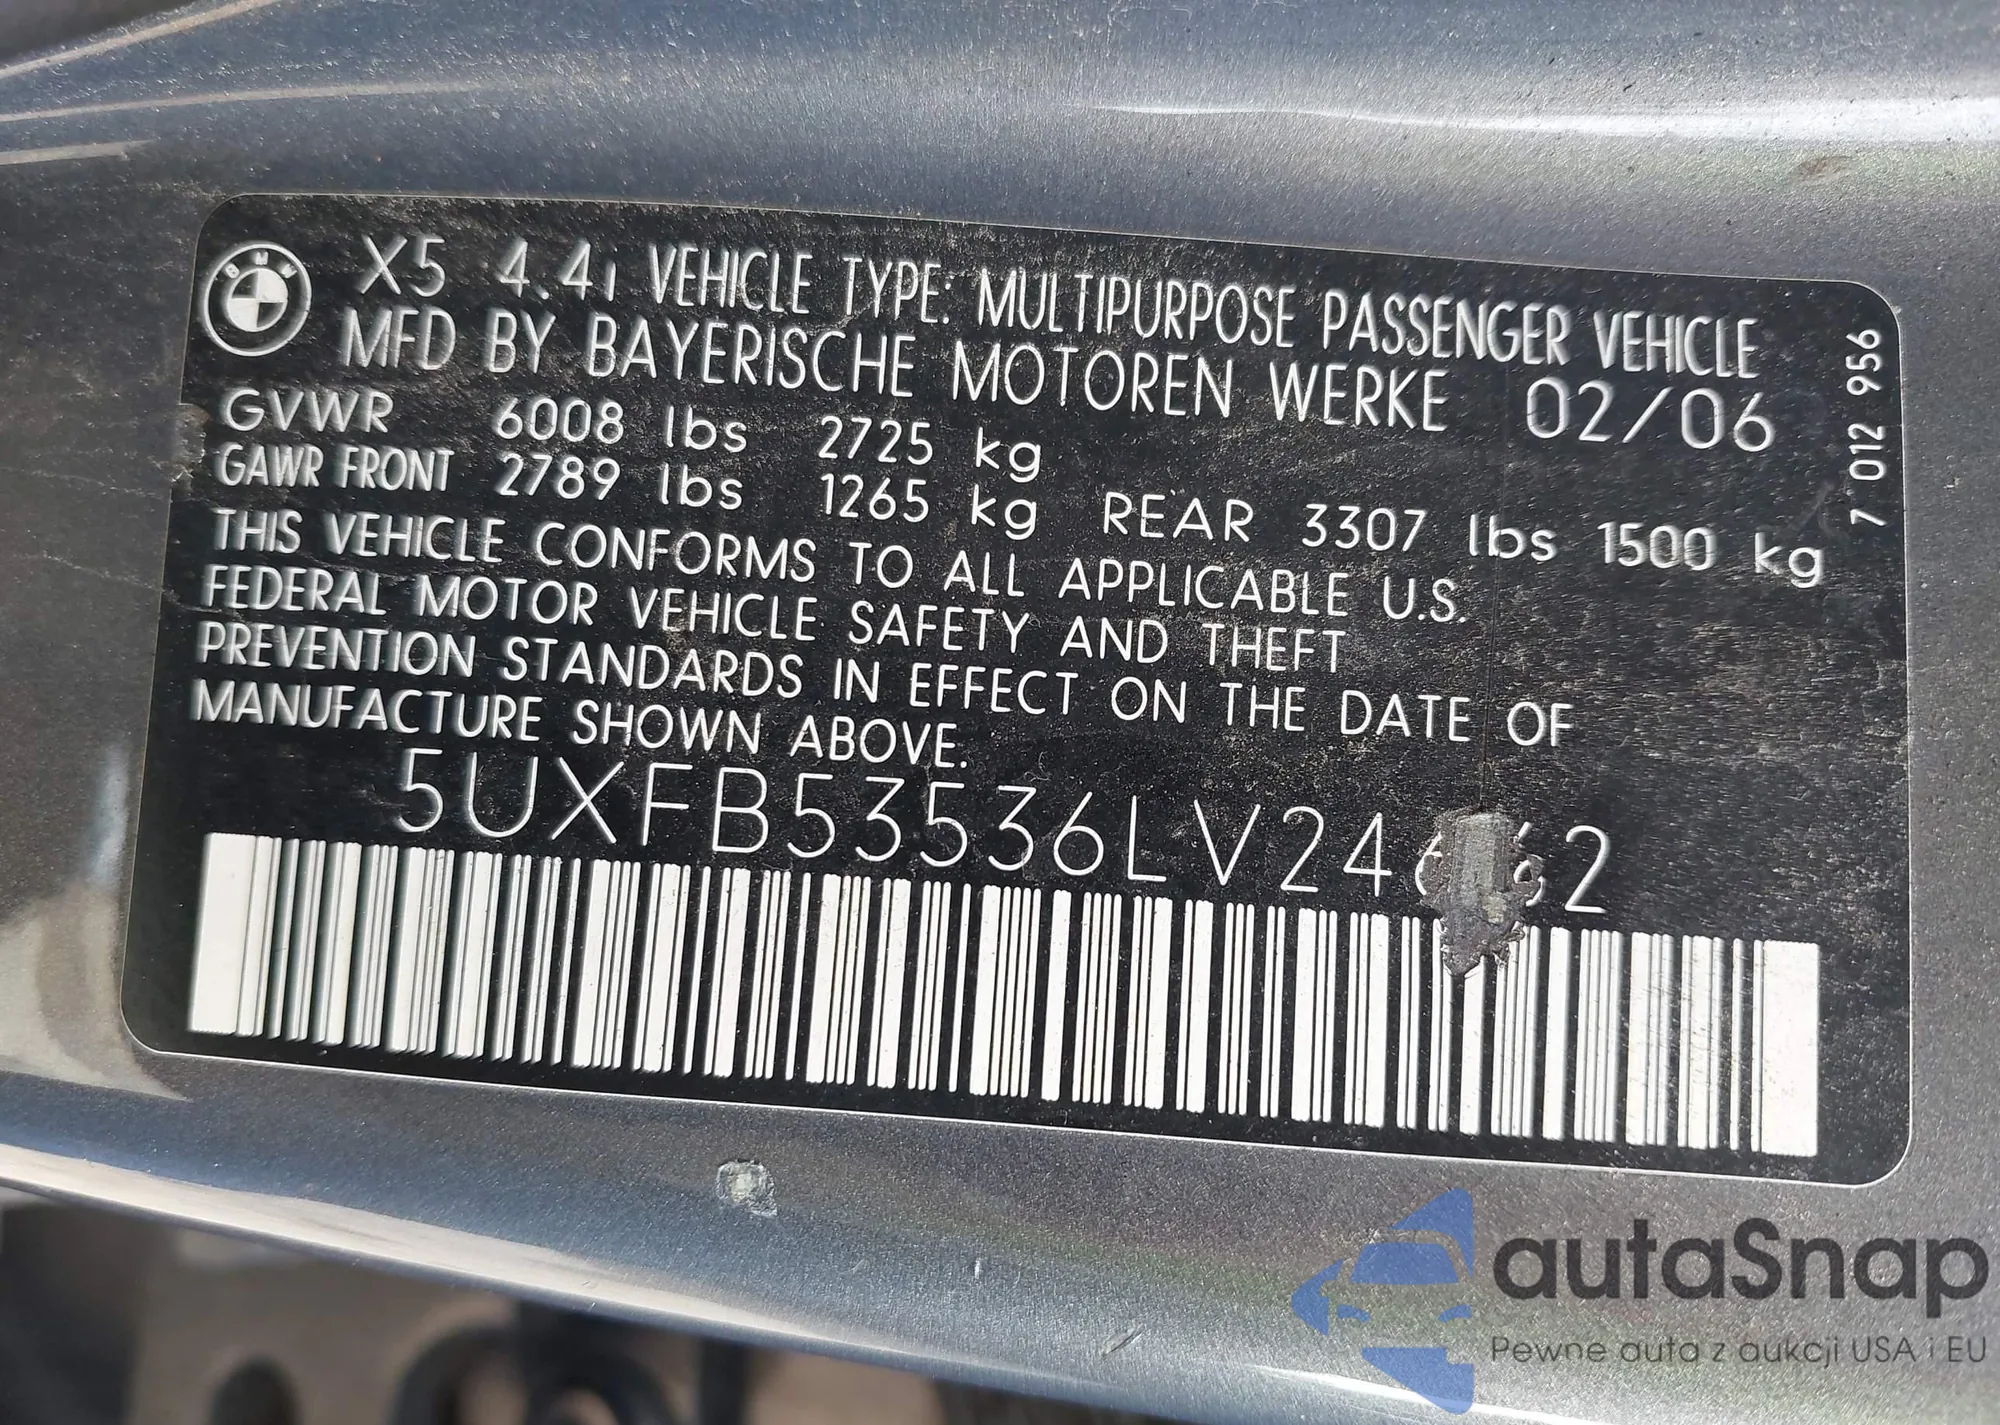 X5 4.4i VEHICLE TYPE: MULTIPURPOSE PASSENGER VEHICLE
MFD BY BAYERISCHE MOTOREN WERKE 02/06
GVWR 6008 lbs 2725 kg
GAWR FRONT 2789 lbs 1265 kg REAR 3307 lbs 1500 kg
THIS VEHICLE CONFORMS TO ALL APPLICABLE U.S.
FEDERAL MOTOR VEHICLE SAFETY AND THEFT
PREVENTION STANDARDS IN EFFECT ON THE DATE OF
MANUFACTURE SHOWN ABOVE.
5UXFB53536LV24662
7 012 956
BMW
autaSnap
Pewne auta z aukcji USA i EU